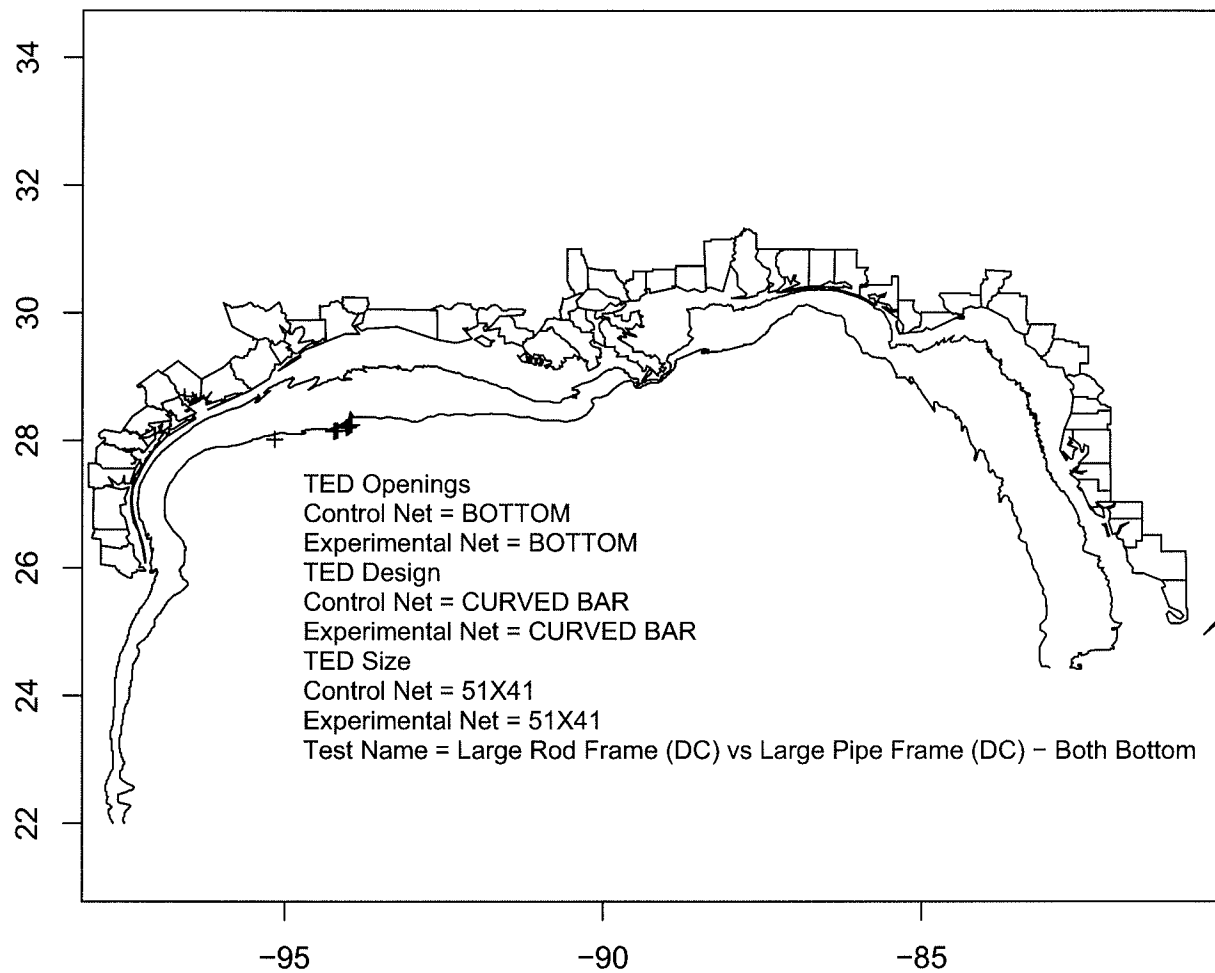 34
32
30
28
26
24
22
TED Openings
Control Net = BOTTOM
Experimental Net = BOTTOM
TED Design
Control Net = CURVED BAR
Experimental Net = CURVED BAR
TED Size
Control Net = 51X41
Experimental Net = 51X41
Test Name = Large Rod Frame (DC) vs Large Pipe Frame (DC) − Both Bottom
−95 −90 −85